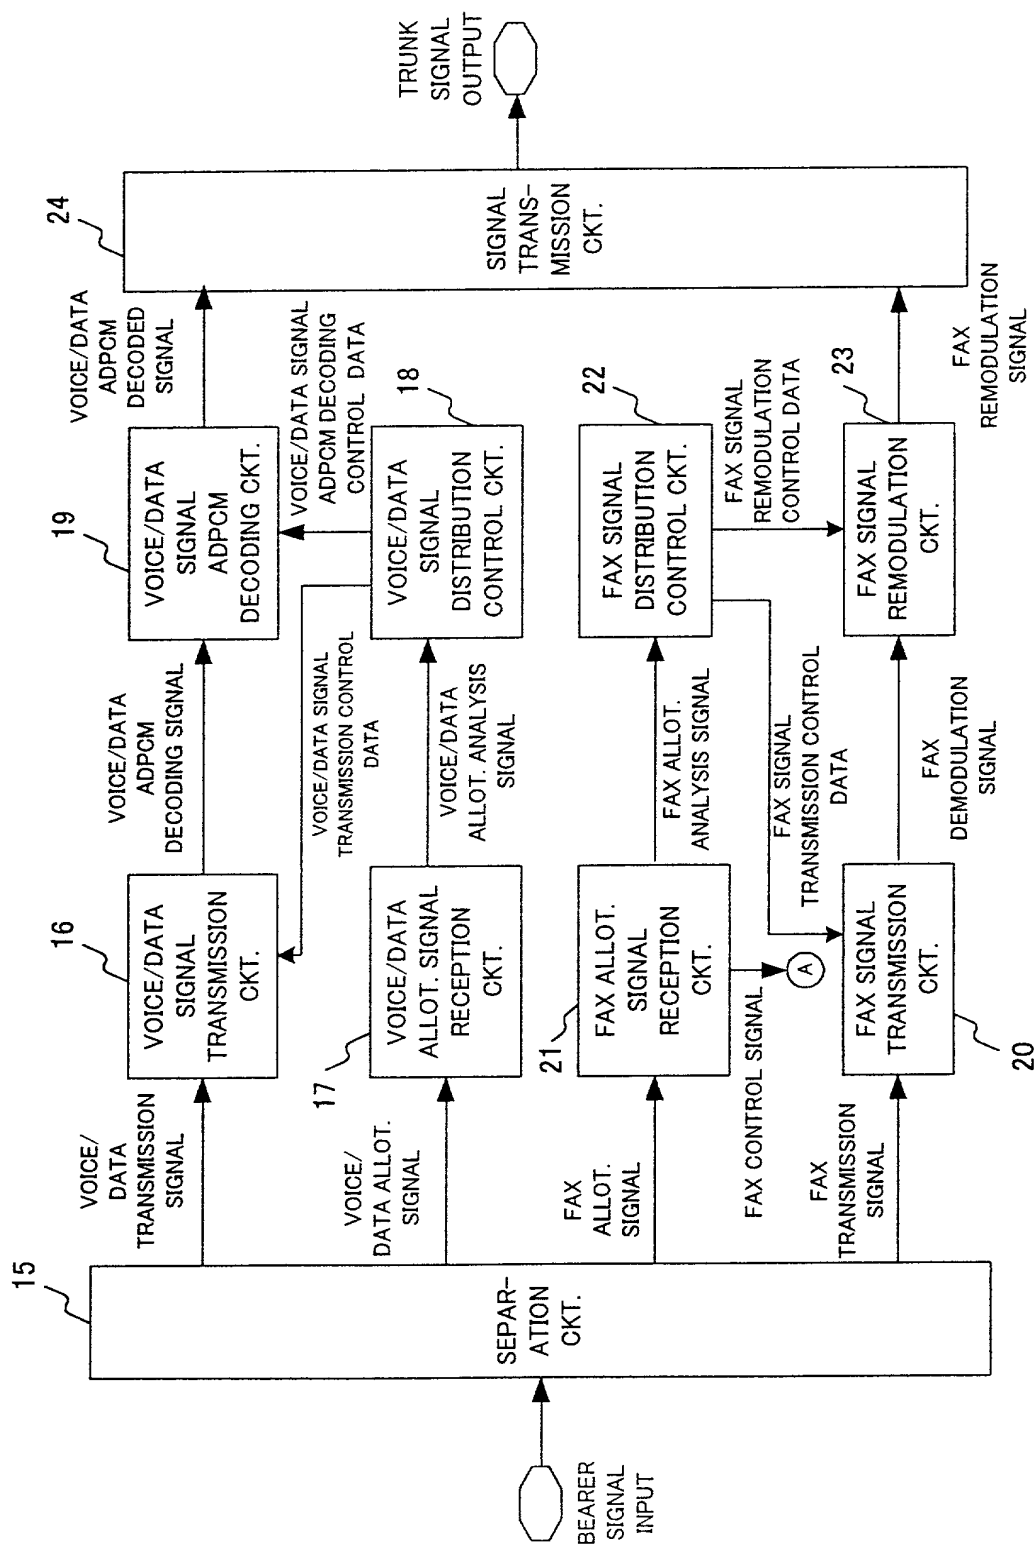 BEARER
SIGNAL
INPUT
15
SEPAR-
ATION
CKT.
VOICE/
DATA
TRANSMISSION
SIGNAL
16
VOICE/DATA
SIGNAL
TRANSMISSION
CKT.
VOICE/DATA
ADPCM
DECODING SIGNAL
19
VOICE/DATA
SIGNAL
ADPCM
DECODING CKT.
VOICE/DATA
ADPCM
DECODED
SIGNAL
24
SIGNAL
TRANS-
MISSION
CKT.
TRUNK
SIGNAL
OUTPUT
VOICE/DATA SIGNAL
TRANSMISSION CONTROL
DATA
VOICE/DATA SIGNAL
ADPCM DECODING
CONTROL DATA
VOICE/
DATA ALLOT.
SIGNAL
17
VOICE/DATA
ALLOT. SIGNAL
RECEPTION
CKT.
VOICE/DATA
ALLOT. ANALYSIS
SIGNAL
18
VOICE/DATA
SIGNAL
DISTRIBUTION
CONTROL CKT.
FAX
ALLOT.
SIGNAL
21
FAX ALLOT.
SIGNAL
RECEPTION
CKT.
FAX ALLOT.
ANALYSIS SIGNAL
22
FAX SIGNAL
DISTRIBUTION
CONTROL CKT.
FAX CONTROL SIGNAL
A
FAX SIGNAL
TRANSMISSION CONTROL
DATA
FAX SIGNAL
REMODULATION
CONTROL DATA
FAX
TRANSMISSION
SIGNAL
20
FAX SIGNAL
TRANSMISSION
CKT.
FAX
DEMODULATION
SIGNAL
23
FAX SIGNAL
REMODULATION
CKT.
FAX
REMODULATION
SIGNAL